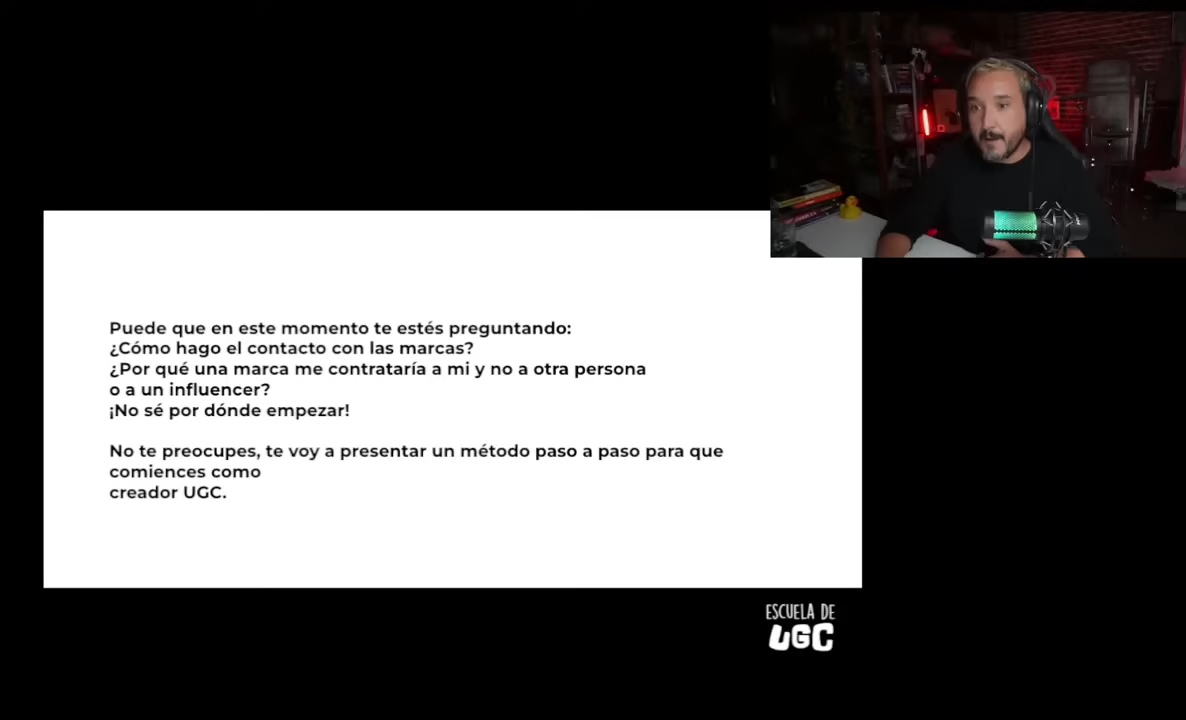 Puede que en este momento te estés preguntando:
¿Cómo hago el contacto con las marcas?
¿Por qué una marca me contrataría a mi y no a otra persona
o a un influencer?
¡No sé por dónde empezar!
No te preocupes, te voy a presentar un método paso a paso para que
comiences como
creador UGC.
ESCUELA DE
UGC